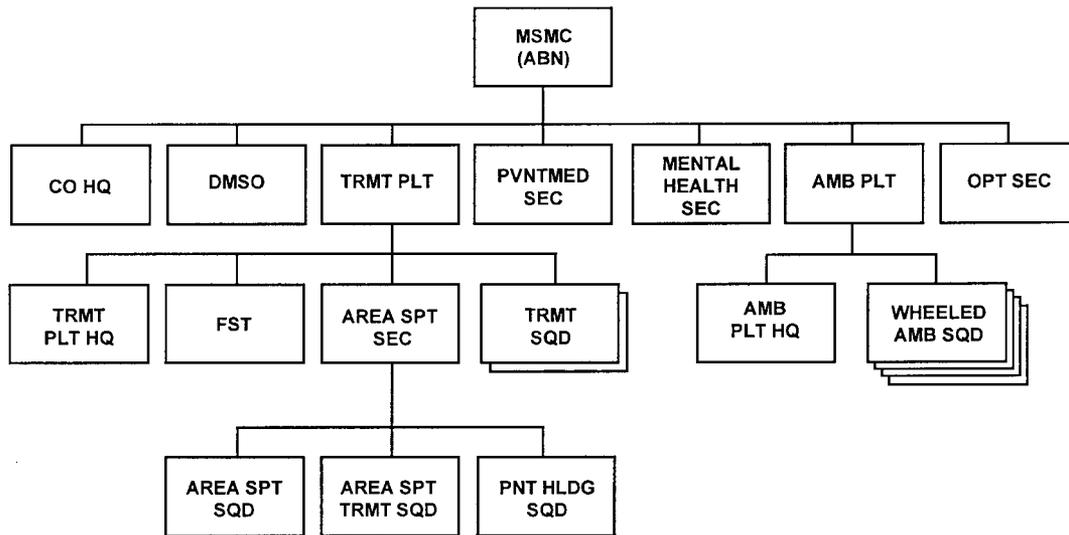 MSMC
(ABN)
CO HQ
DMSO
TRMT PLT
PVNTMED
SEC
MENTAL
HEALTH
SEC
AMB PLT
OPT SEC
TRMT
PLT HQ
FST
AREA SPT
SEC
TRMT
SQD
AMB
PLT HQ
WHEELED
AMB SQD
AREA SPT
SQD
AREA SPT
TRMT SQD
PNT HLDG
SQD